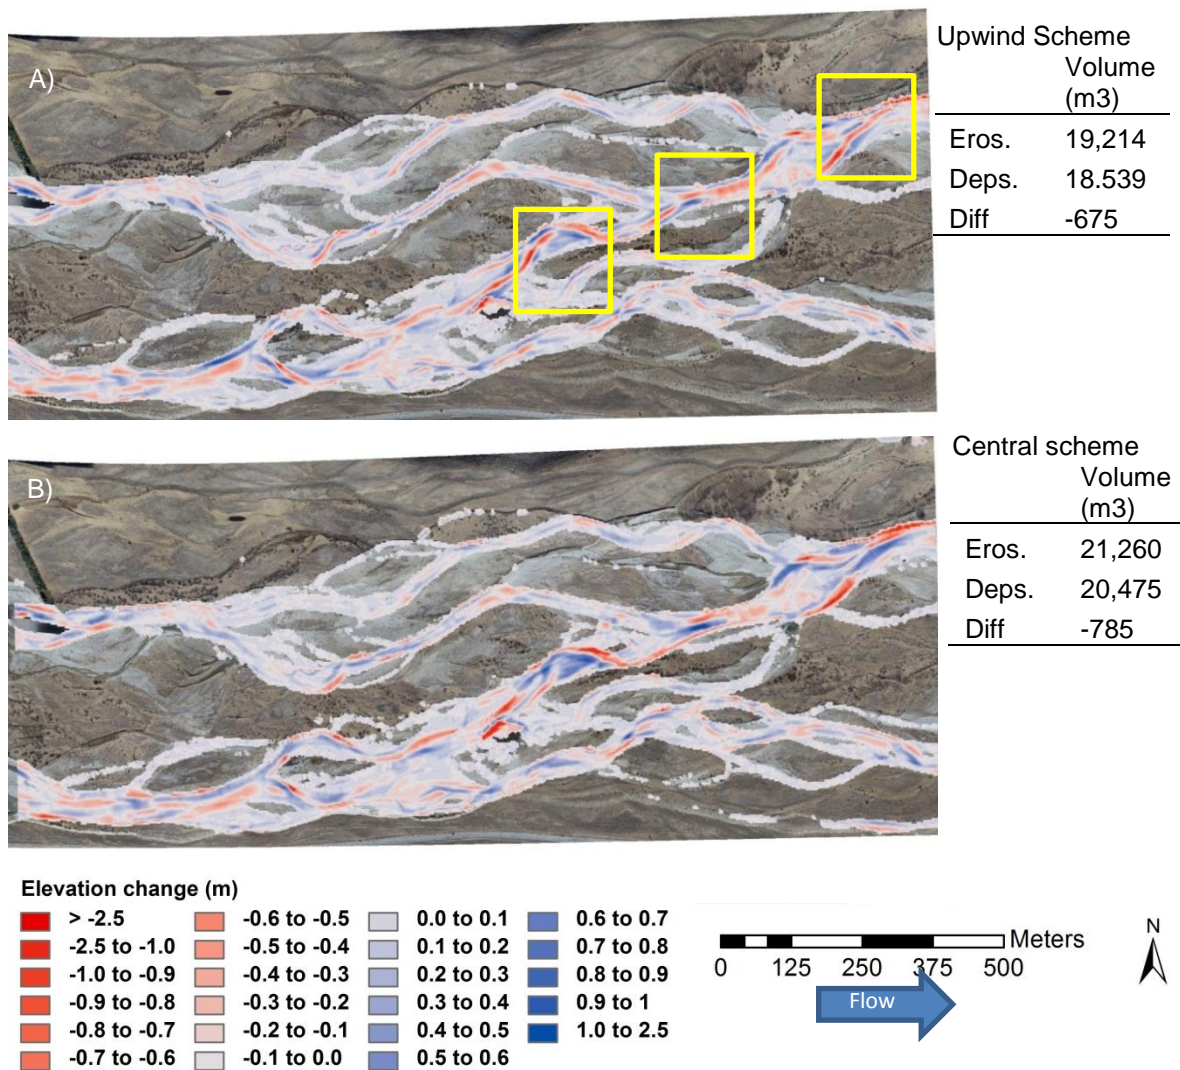 A)
Upwind Scheme
Volume
(m3)
Eros. 19,214
Deps. 18.539
Diff -675
B)
Central scheme
Volume
(m3)
Eros. 21,260
Deps. 20,475
Diff -785
Elevation change (m)
> -2.5 -0.6 to -0.5 0.0 to 0.1 0.6 to 0.7
-2.5 to -1.0 -0.5 to -0.4 0.1 to 0.2 0.7 to 0.8
-1.0 to -0.9 -0.4 to -0.3 0.2 to 0.3 0.8 to 0.9
-0.9 to -0.8 -0.3 to -0.2 0.3 to 0.4 0.9 to 1
-0.8 to -0.7 -0.2 to -0.1 0.4 to 0.5 1.0 to 2.5
-0.7 to -0.6 -0.1 to 0.0 0.5 to 0.6
Meters
0 125 250 375 500
Flow
N